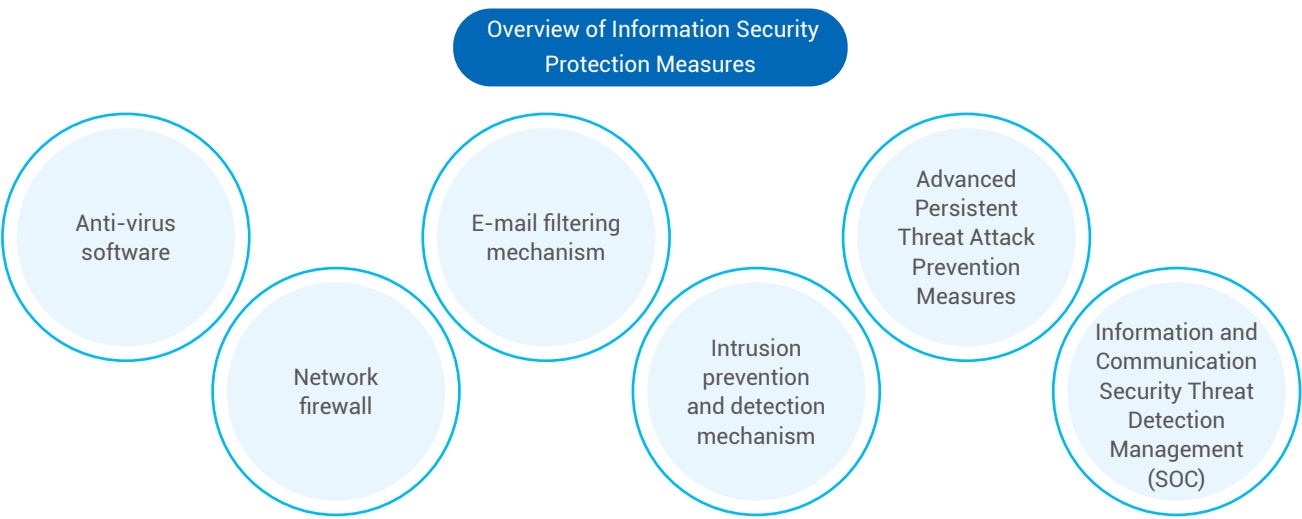 Overview of Information Security
Protection Measures
Anti-virus
software
Network
firewall
E-mail filtering
mechanism
Intrusion
prevention
and detection
mechanism
Advanced
Persistent
Threat Attack
Prevention
Measures
Information and
Communication
Security Threat
Detection
Management
(SOC)